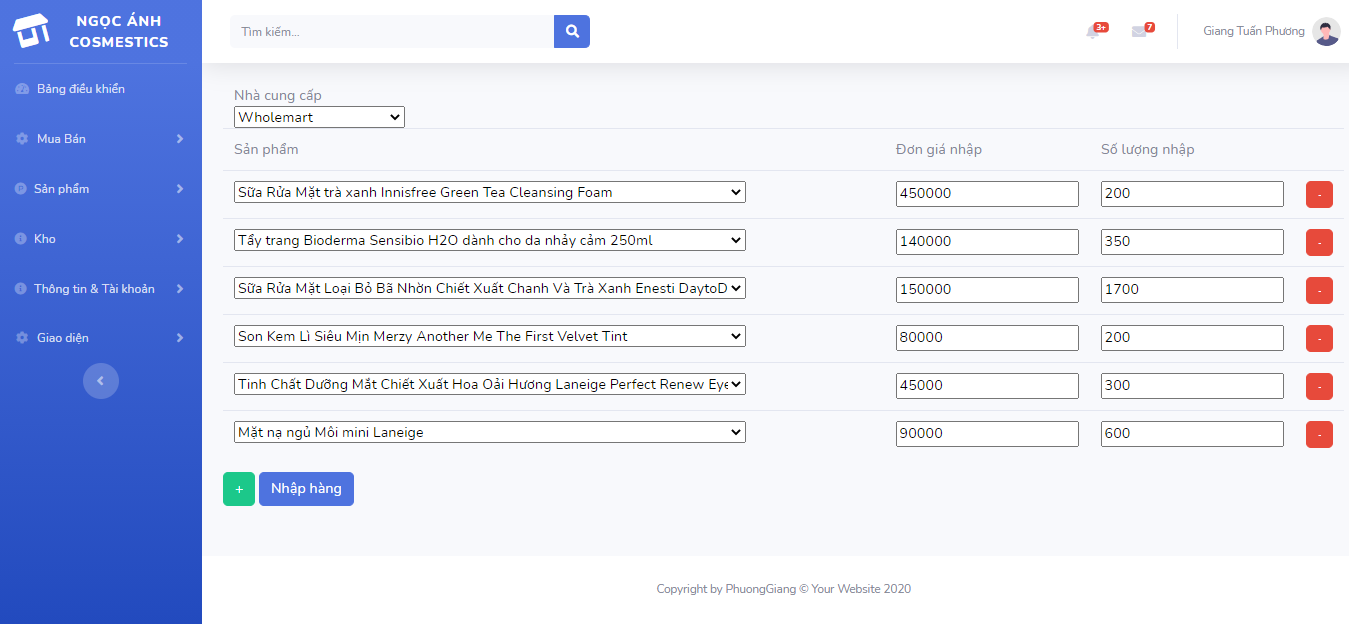 NGỌC ÁNH
COSMESTICS
Tìm kiếm...
3+
7
Giang Tuấn Phương
Bảng điều khiển
Mua Bán
Sản phẩm
Kho
Thông tin & Tài khoản
Giao diện
Nhà cung cấp
Wholemart
Sản phẩm Đơn giá nhập Số lượng nhập
Sữa Rửa Mặt trà xanh Innisfree Green Tea Cleansing Foam 450000 200 -
Tẩy trang Bioderma Sensibio H2O dành cho da nhảy cảm 250ml 140000 350 -
Sữa Rửa Mặt Loại Bỏ Bã Nhờn Chiết Xuất Chanh Và Trà Xanh Enesti DaytoD 150000 1700 -
Son Kem Lì Siêu Mịn Merzy Another Me The First Velvet Tint 80000 200 -
Tinh Chất Dưỡng Mắt Chiết Xuất Hoa Oải Hương Laneige Perfect Renew Eye 45000 300 -
Mặt nạ ngủ Môi mini Laneige 90000 600 -
+ Nhập hàng
Copyright by PhuongGiang © Your Website 2020